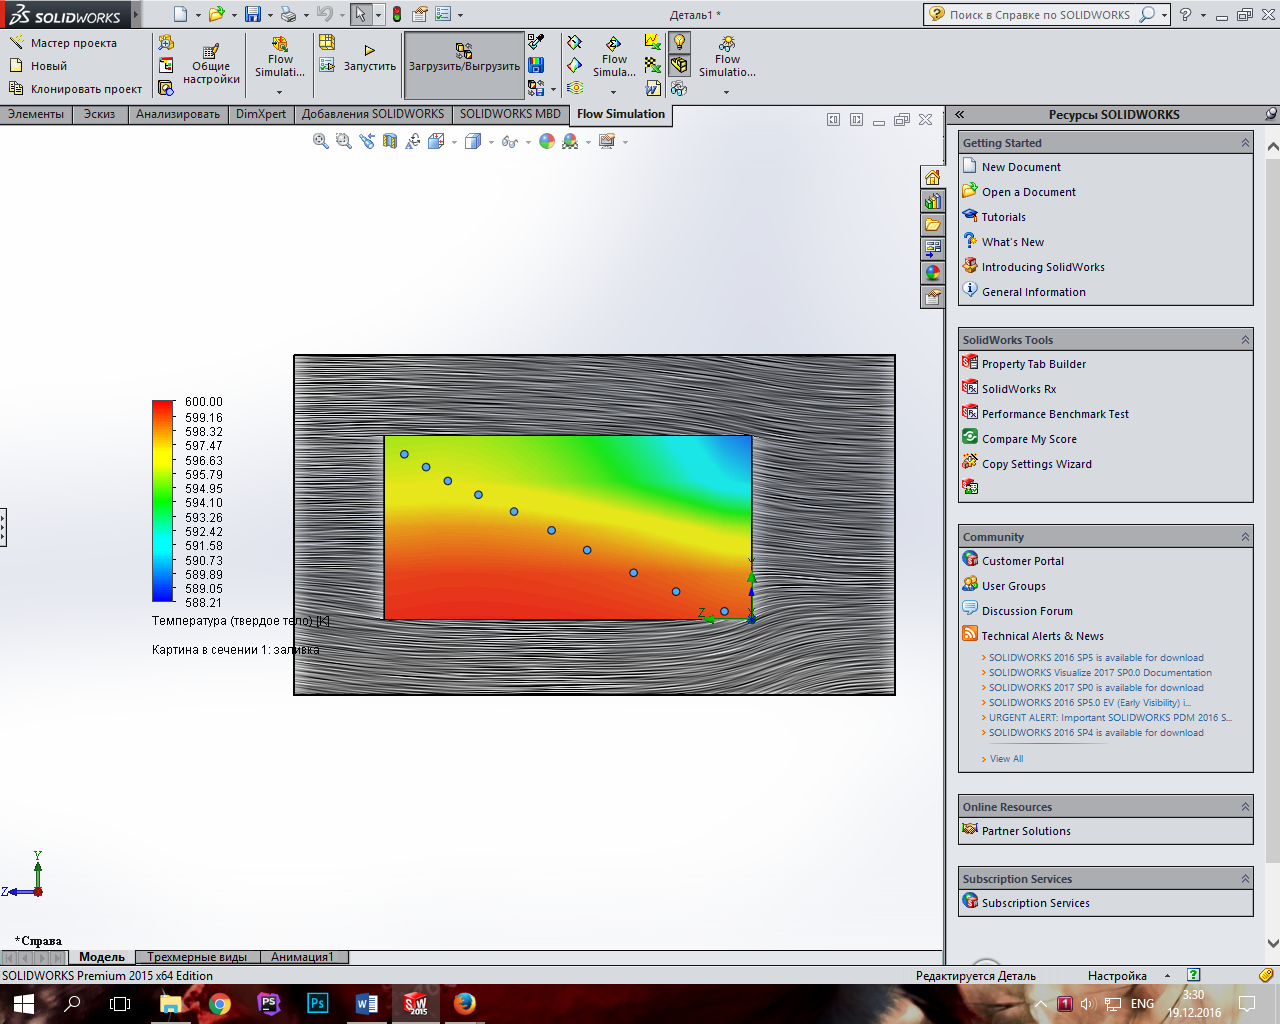 SOLIDWORKS
Деталь1 *
Поиск в Справке по SOLIDWORKS
Мастер проекта
Новый
Клонировать проект
Общие
настройки
Flow
Simulati...
Запустить
Загрузить/Выгрузить
Flow
Simula...
Flow
Simulatio...
Элементы
Эскиз
Анализировать
DimXpert
Добавления SOLIDWORKS
SOLIDWORKS MBD
Flow Simulation
Ресурсы SOLIDWORKS
Getting Started
New Document
Open a Document
Tutorials
What's New
Introducing SolidWorks
General Information
SolidWorks Tools
Property Tab Builder
SolidWorks Rx
Performance Benchmark Test
Compare My Score
Copy Settings Wizard
Community
Customer Portal
User Groups
Discussion Forum
Technical Alerts & News
SOLIDWORKS 2016 SP5 is available for download
SOLIDWORKS Visualize 2017 SP0.0 Documentation
SOLIDWORKS 2017 SP0 is available for download
SOLIDWORKS 2016 SP5.0 EV (Early Visibility) i...
URGENT ALERT: Important SOLIDWORKS PDM 2016 S...
SOLIDWORKS 2016 SP4 is available for download
View All
Online Resources
Partner Solutions
Subscription Services
Subscription Services
600.00
599.16
598.32
597.47
596.63
595.79
594.95
594.10
593.26
592.42
591.58
590.73
589.89
589.05
588.21
Температура (твердое тело) [K]
Картина в сечении 1: заливка
Y
Z
X
Y
Z
*Справа
Модель
Трехмерные виды
Анимация1
SOLIDWORKS Premium 2015 x64 Edition
Редактируется Деталь
Настройка
PS
Ps
W
SW
2015
1
ENG
3:30
19.12.2016